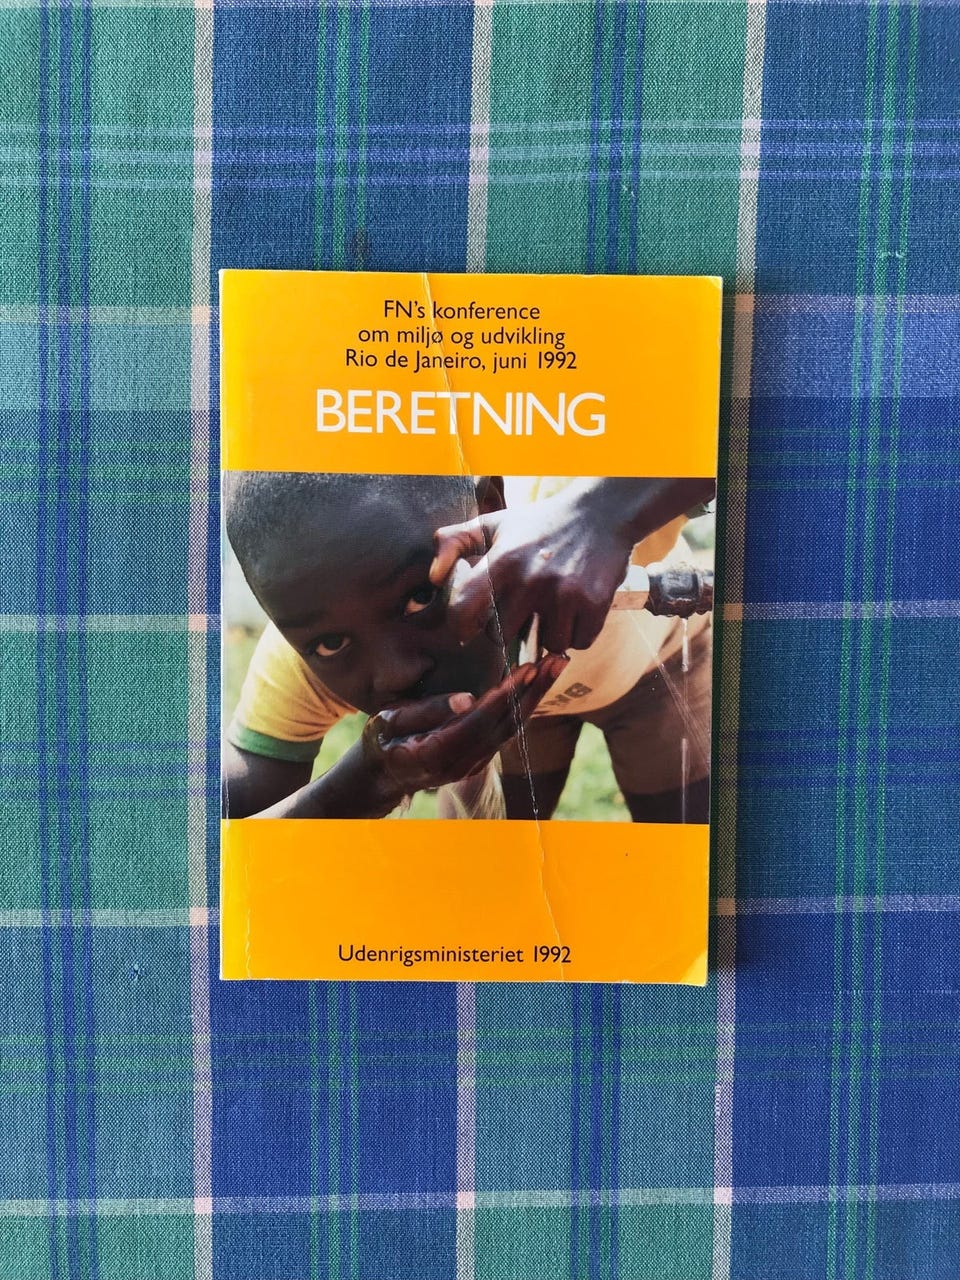 FN's konference
om miljø og udvikling
Rio de Janeiro, juni 1992
BERETNING
Udenrigsministeriet 1992